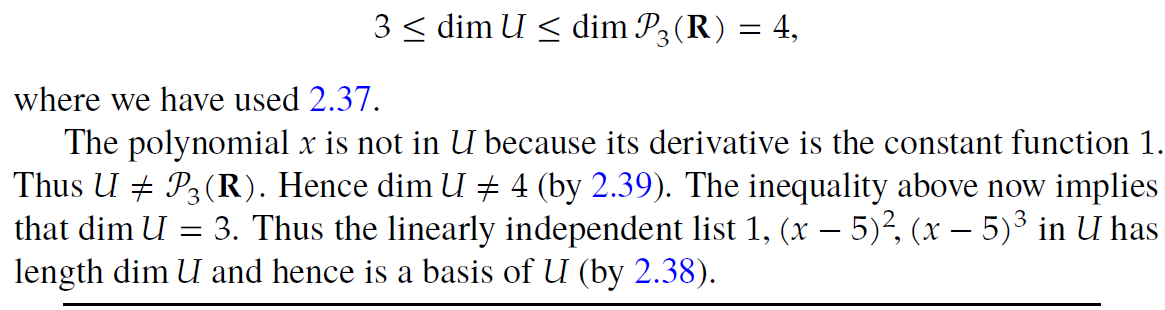 3 ≤ dim U ≤ dim 𝒫₃(R) = 4,
where we have used 2.37.
The polynomial x is not in U because its derivative is the constant function 1.
Thus U ≠ 𝒫₃(R). Hence dim U ≠ 4 (by 2.39). The inequality above now implies
that dim U = 3. Thus the linearly independent list 1, (x − 5)², (x − 5)³ in U has
length dim U and hence is a basis of U (by 2.38).